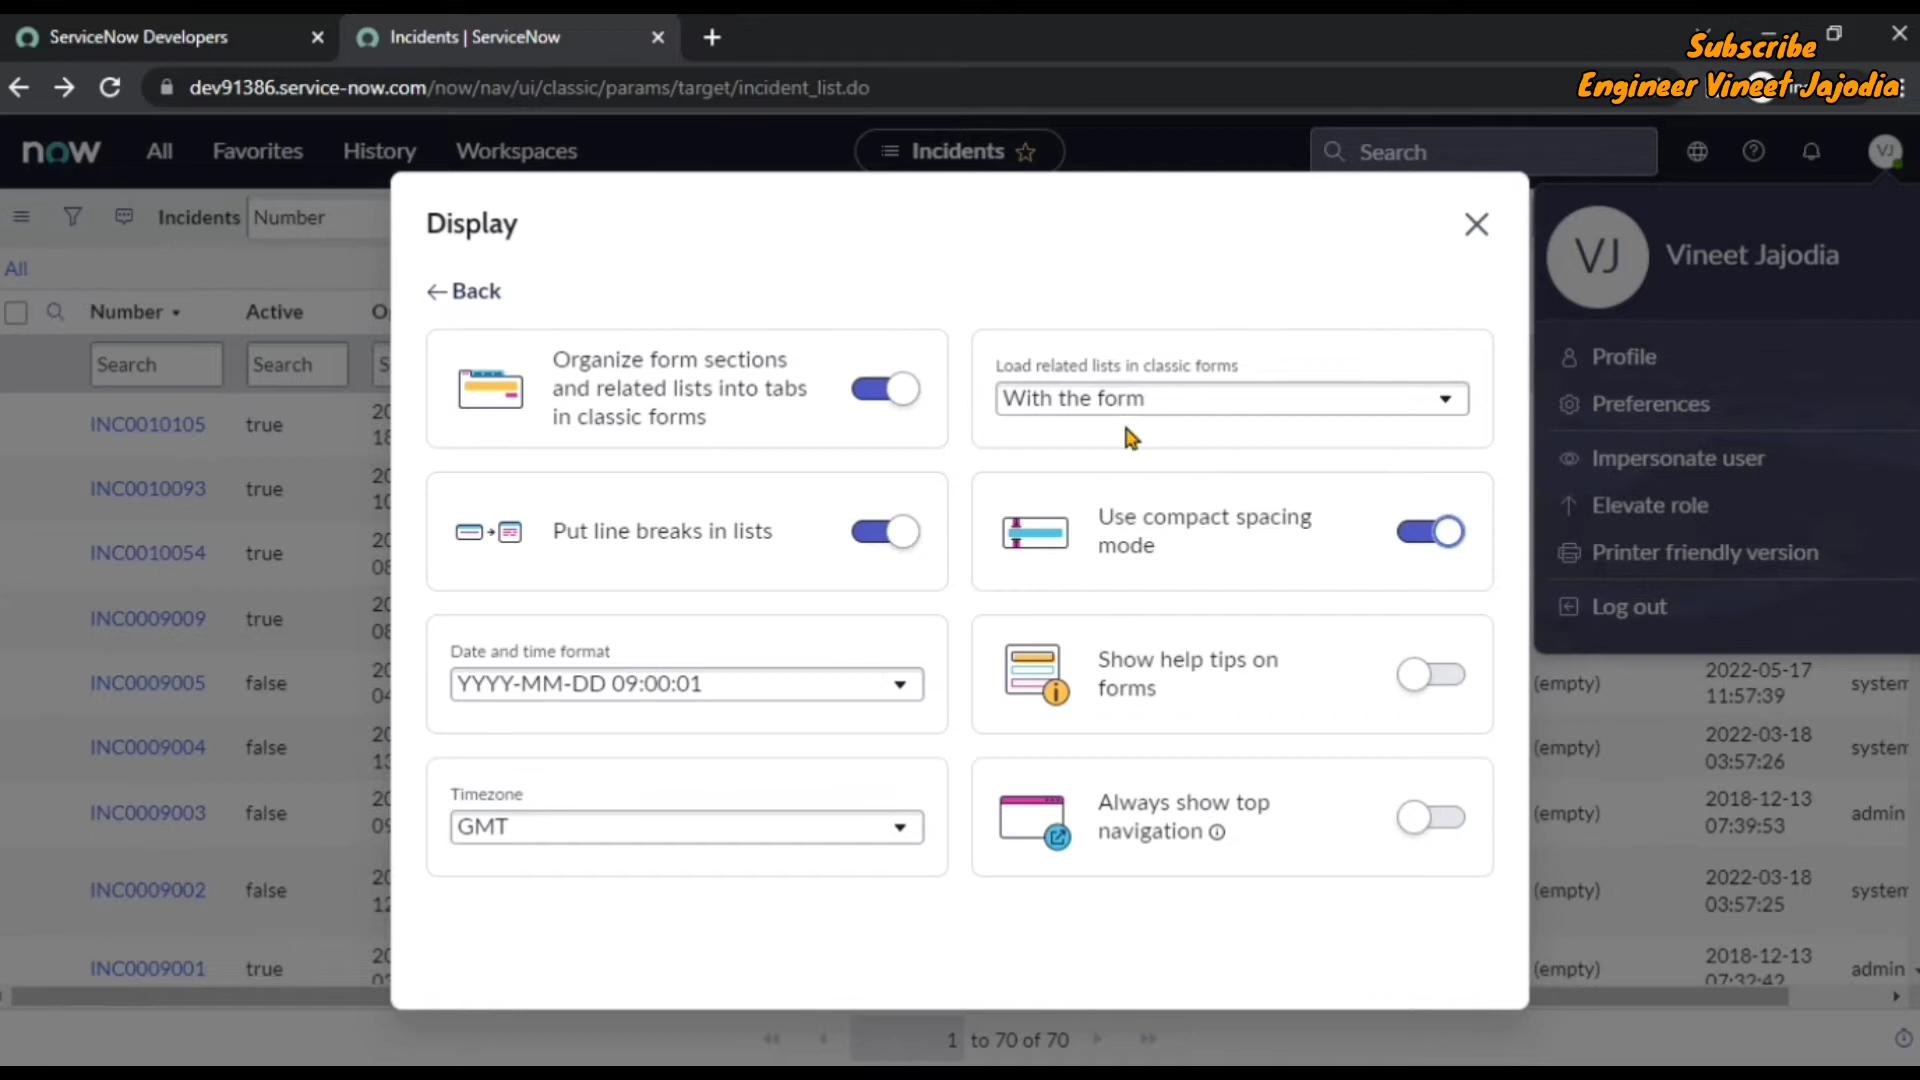 ServiceNow Developers
Incidents | ServiceNow
Subscribe
Engineer Vineet Jajodia
dev91386.service-now.com/now/nav/ui/classic/params/target/incident_list.do
now
All
Favorites
History
Workspaces
Incidents
Search
VJ
Incidents
Number
All
Number
Active
Search
Search
INC0010105
true
INC0010093
true
INC0010054
true
INC0009009
true
INC0009005
false
INC0009004
false
INC0009003
false
INC0009002
false
INC0009001
true
Display
Back
Organize form sections
and related lists into tabs
in classic forms
Load related lists in classic forms
With the form
Put line breaks in lists
Use compact spacing
mode
Date and time format
YYYY-MM-DD 09:00:01
Show help tips on
forms
Timezone
GMT
Always show top
navigation
VJ
Vineet Jajodia
Profile
Preferences
Impersonate user
Elevate role
Printer friendly version
Log out
(empty)
2022-05-17
11:57:39
system
(empty)
2022-03-18
03:57:26
system
(empty)
2018-12-13
07:39:53
admin
(empty)
2022-03-18
03:57:25
system
(empty)
2018-12-13
07:32:42
admin
1 to 70 of 70